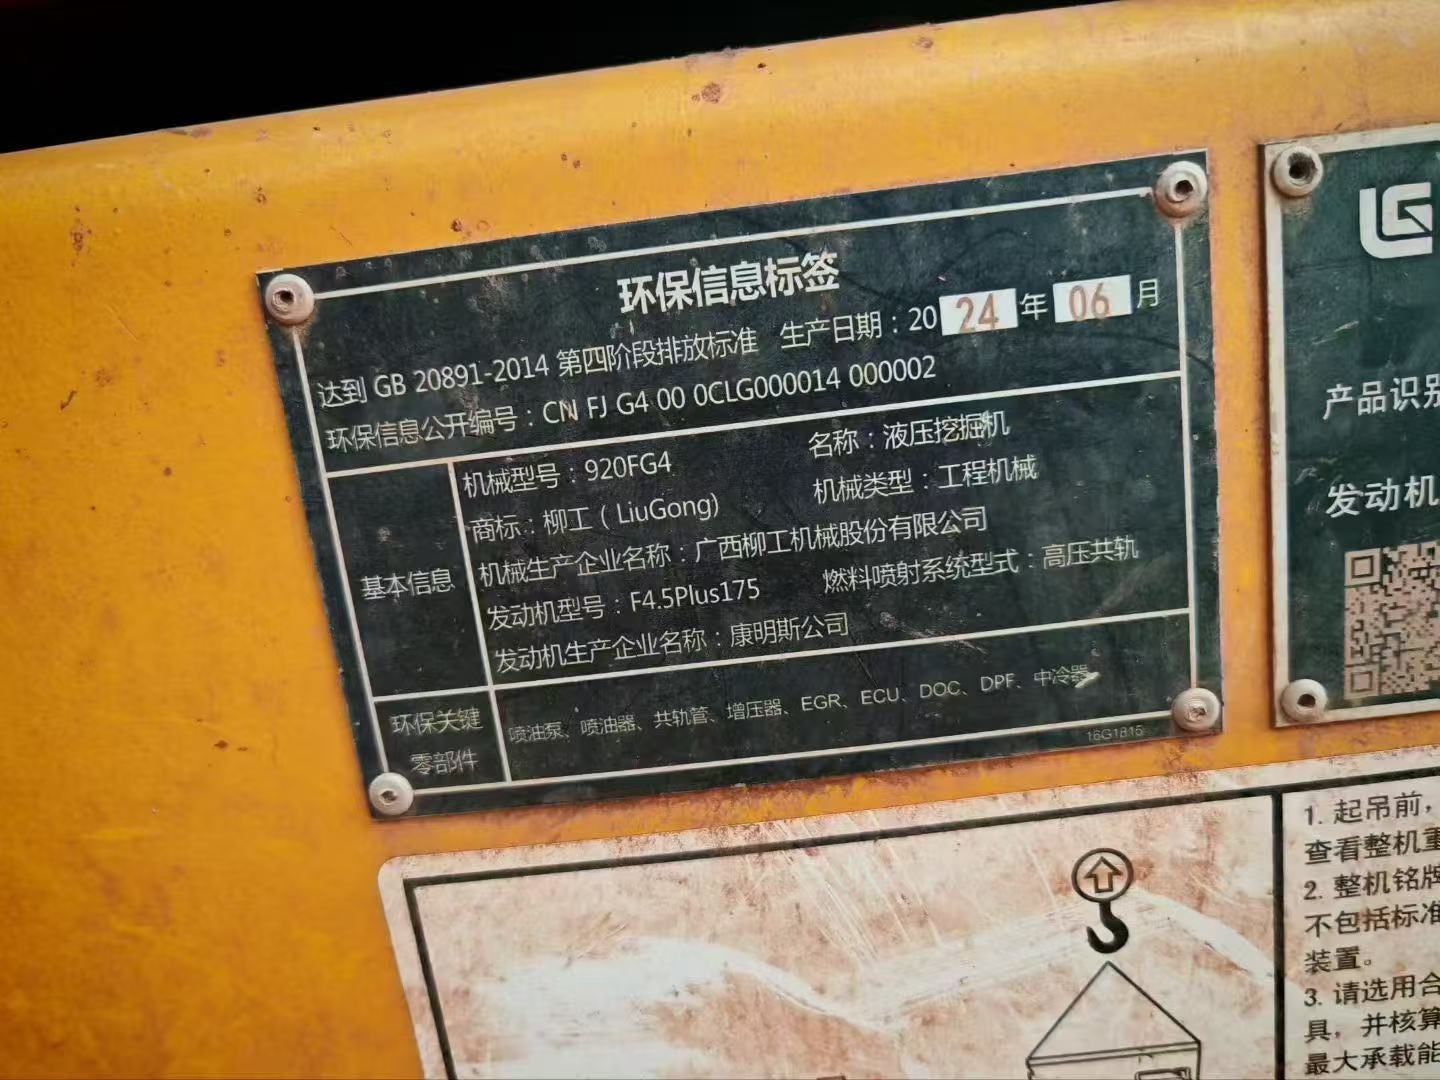 环保信息标签
达到 GB 20891-2014 第四阶段排放标准 生产日期：2024年06月
环保信息公开编号：CN FJ G4 00 0CLG000014 000002
基本信息
机械型号：920FG4 名称：液压挖掘机
商标：柳工（LiuGong) 机械类型：工程机械
机械生产企业名称：广西柳工机械股份有限公司
发动机型号：F4.5Plus175 燃料喷射系统型式：高压共轨
发动机生产企业名称：康明斯公司
环保关键
零部件
喷油泵、喷油器、共轨管、增压器、EGR、ECU、DOC、DPF、中冷器
16G1815
LG
产品识别
发动机
1. 起吊前，
查看整机重
2. 整机铭牌
不包括标准
装置。
3. 请选用合
具，并核算
最大承载能